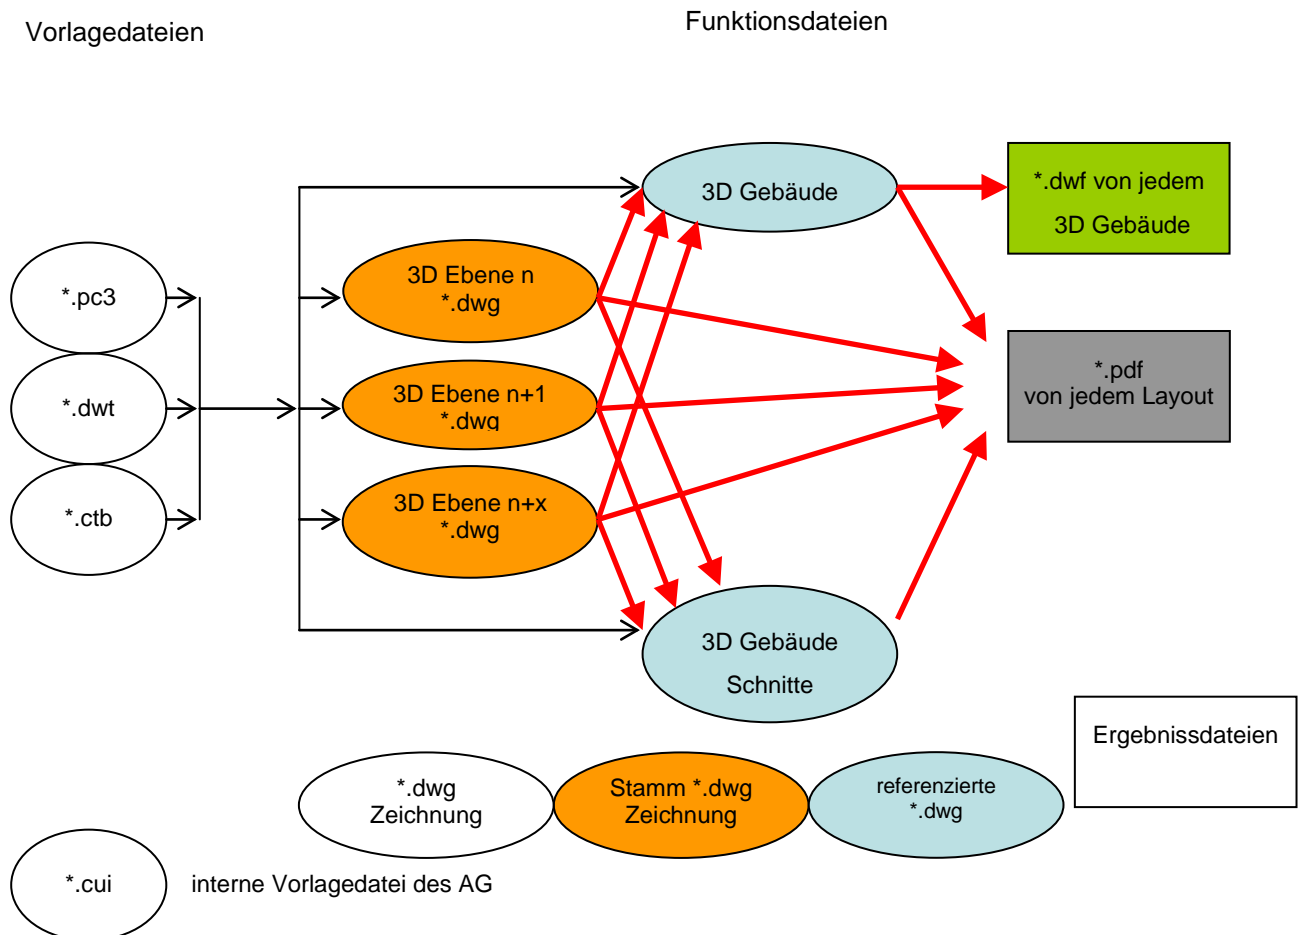 Vorlagedateien
Funktionsdateien
3D Gebäude
*.dwf von jedem
3D Gebäude
*.pc3
3D Ebene n
*.dwg
*.dwt
3D Ebene n+1
*.dwg
*.pdf
von jedem Layout
*.ctb
3D Ebene n+x
*.dwg
3D Gebäude
Schnitte
Ergebnissdateien
*.dwg
Zeichnung
Stamm *.dwg
Zeichnung
referenzierte
*.dwg
*.cui
interne Vorlagedatei des AG